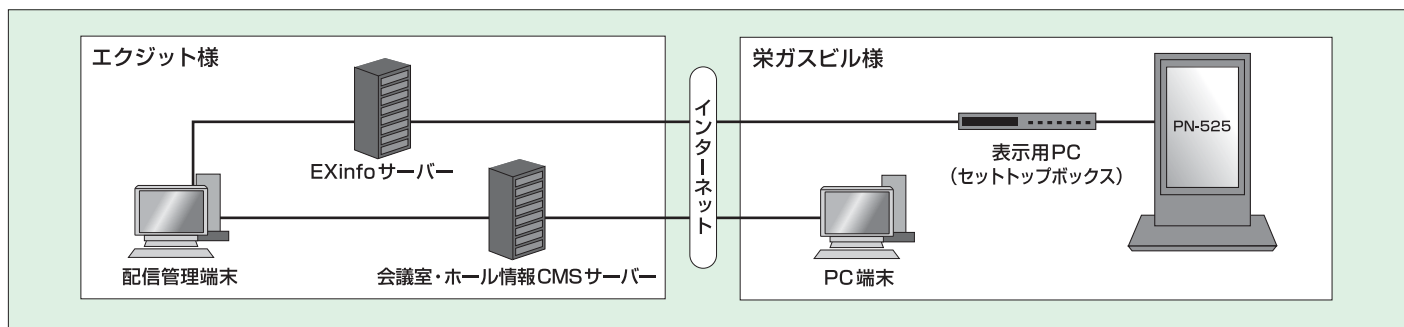 エクジット様
EXinfoサーバー
配信管理端末
会議室・ホール情報CMSサーバー
インターネット
栄ガスビル様
表示用PC
（セットトップボックス）
PN-525
PC端末